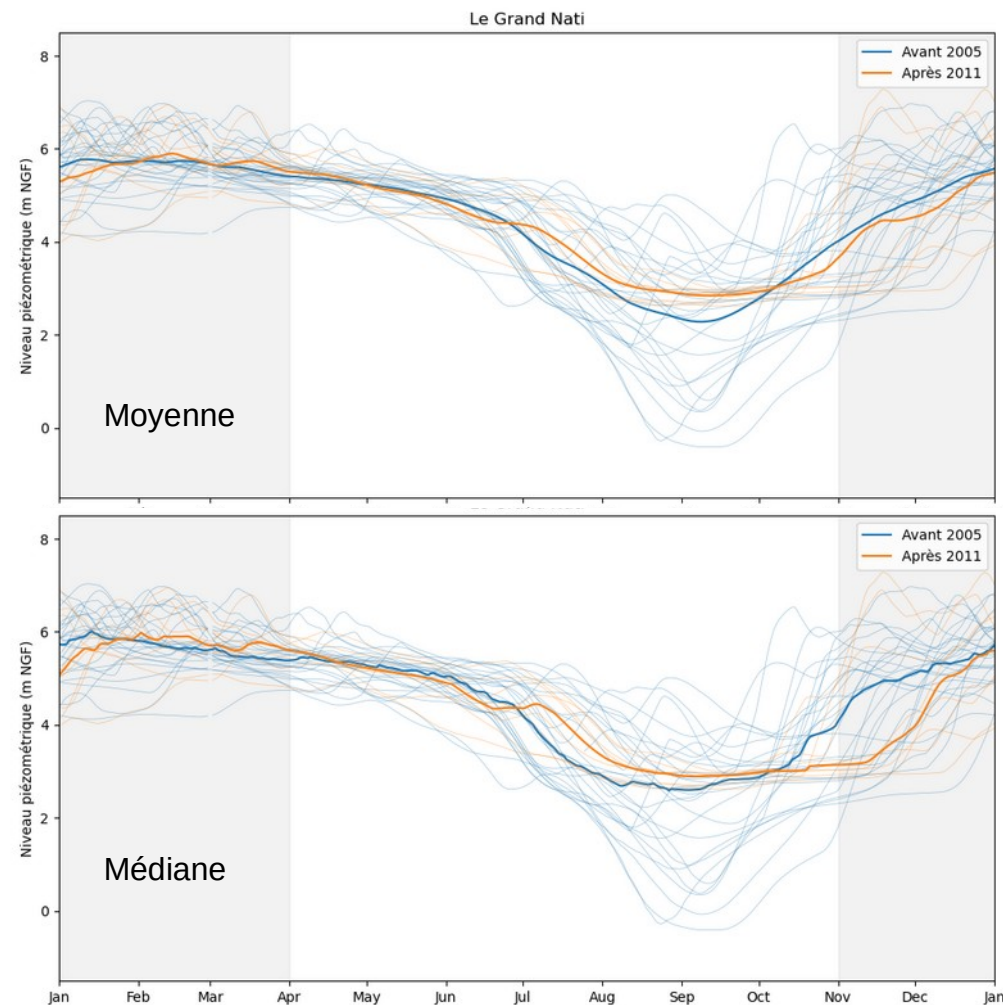 Le Grand Nati
Avant 2005
Après 2011
8
6
4
2
0
Niveau piézométrique (m NGF)
Moyenne
Avant 2005
Après 2011
8
6
4
2
0
Niveau piézométrique (m NGF)
Médiane
Jan Feb Mar Apr May Jun Jul Aug Sep Oct Nov Dec Jan